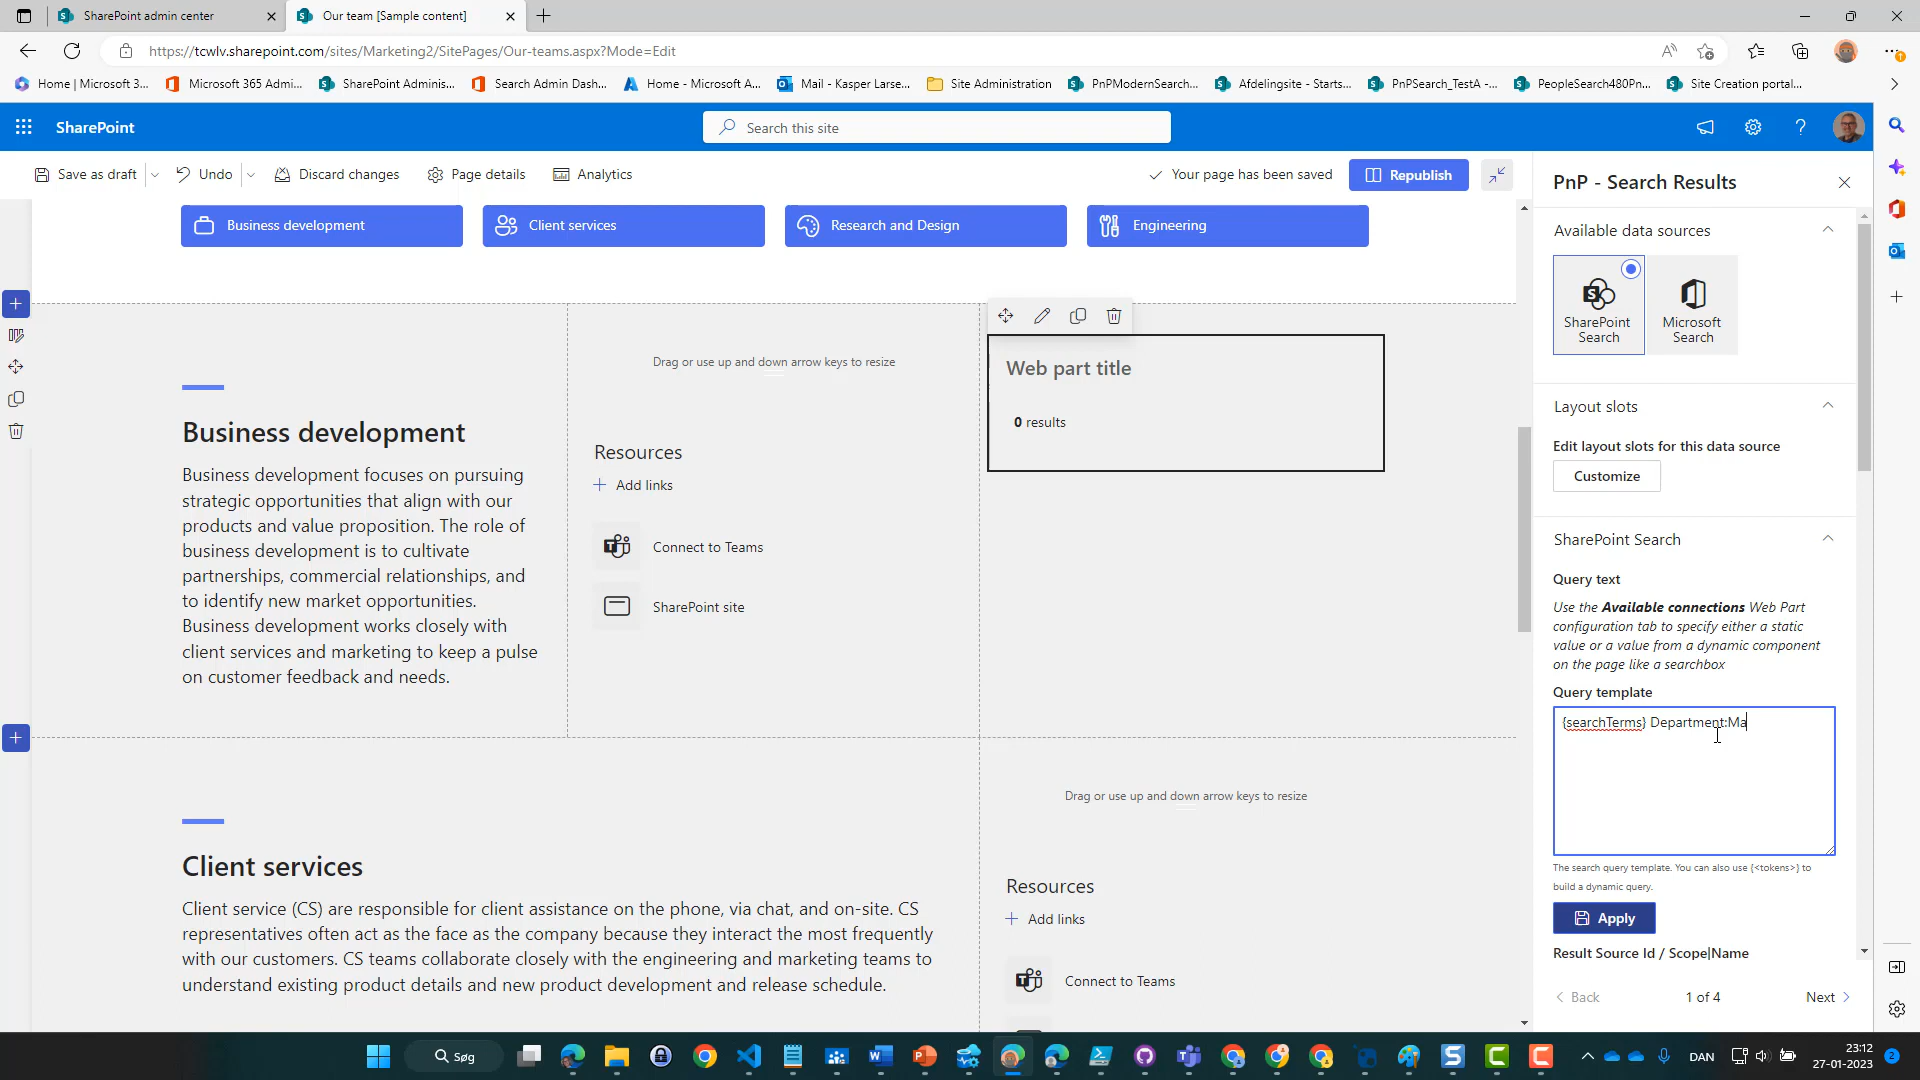 SharePoint admin center
Our team [Sample content]
https://tcwlv.sharepoint.com/sites/Marketing2/SitePages/Our-teams.aspx?Mode=Edit
Home | Microsoft 3...
Microsoft 365 Admi...
SharePoint Adminis...
Search Admin Dash...
Home - Microsoft A...
Mail - Kasper Larse...
Site Administration
PnPModernSearch...
Afdelingsite - Starts...
PnPSearch_TestA -...
PeopleSearch480Pn...
Site Creation portal...
SharePoint
Search this site
Save as draft
Undo
Discard changes
Page details
Analytics
Your page has been saved
Republish
Business development
Client services
Research and Design
Engineering
Drag or use up and down arrow keys to resize
Business development
Business development focuses on pursuing
strategic opportunities that align with our
products and value proposition. The role of
business development is to cultivate
partnerships, commercial relationships, and
to identify new market opportunities.
Business development works closely with
client services and marketing to keep a pulse
on customer feedback and needs.
Resources
Add links
Connect to Teams
SharePoint site
Web part title
0 results
Drag or use up and down arrow keys to resize
Client services
Client service (CS) are responsible for client assistance on the phone, via chat, and on-site. CS
representatives often act as the face as the company because they interact the most frequently
with our customers. CS teams collaborate closely with the engineering and marketing teams to
understand existing product details and new product development and release schedule.
Resources
Add links
Connect to Teams
PnP - Search Results
Available data sources
SharePoint
Search
Microsoft
Search
Layout slots
Edit layout slots for this data source
Customize
SharePoint Search
Query text
Use the Available connections Web Part
configuration tab to specify either a static
value or a value from a dynamic component
on the page like a searchbox
Query template
{searchTerms} Department:Ma
The search query template. You can also use {<tokens>} to
build a dynamic query.
Apply
Result Source Id / Scope|Name
Back
1 of 4
Next
Søg
DAN
23:12
27-01-2023
2